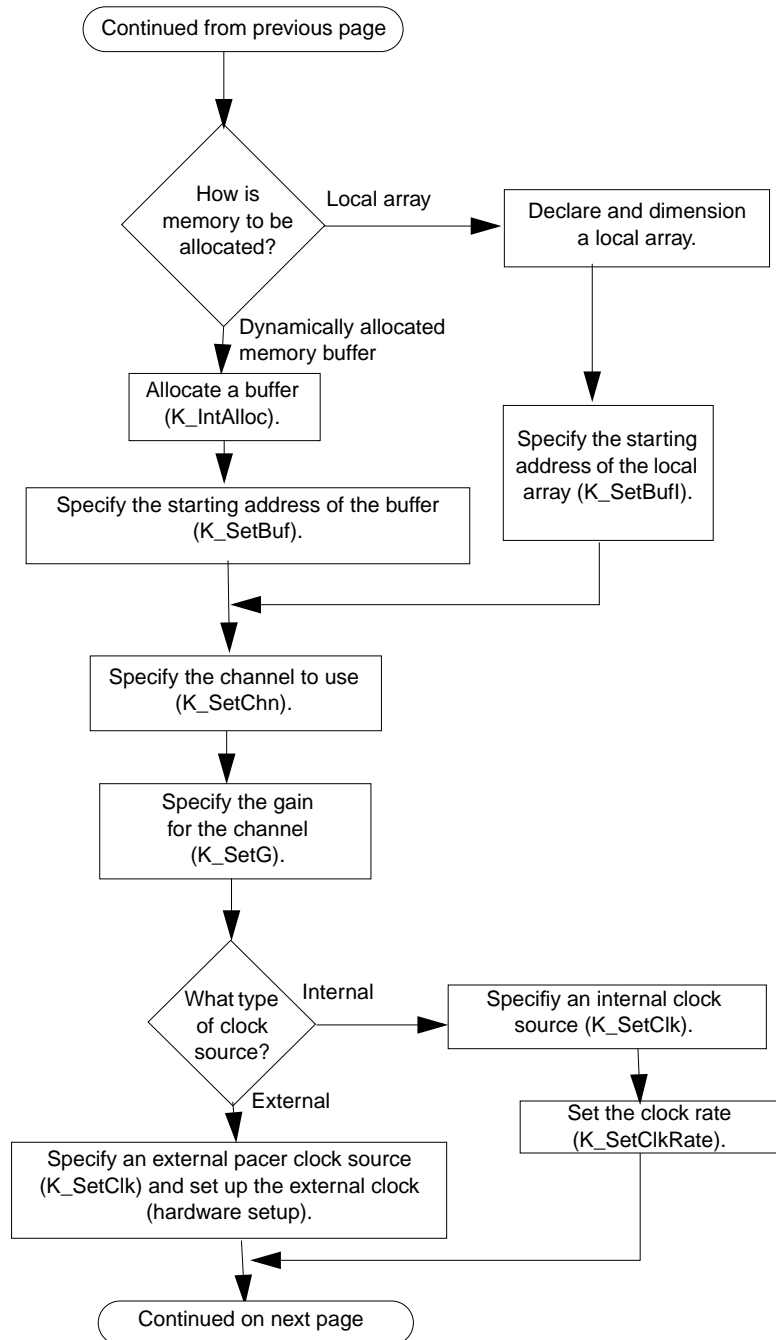 Continued from previous page
How is
memory to be
allocated?
Local array
Declare and dimension
a local array.
Dynamically allocated
memory buffer
Allocate a buffer
(K_IntAlloc).
Specify the starting
address of the local
array (K_SetBufI).
Specify the starting address of the buffer
(K_SetBuf).
Specify the channel to use
(K_SetChn).
Specify the gain
for the channel
(K_SetG).
What type
of clock
source?
Internal
Specifiy an internal clock
source (K_SetClk).
External
Set the clock rate
(K_SetClkRate).
Specify an external pacer clock source
(K_SetClk) and set up the external clock
(hardware setup).
Continued on next page